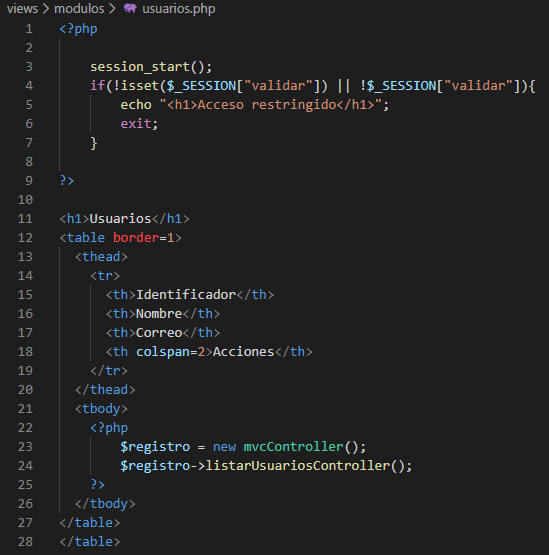 views > modulos > usuarios.php
1 <?php
2
3     session_start();
4     if(!isset($_SESSION["validar"]) || !$_SESSION["validar"]){
5         echo "<h1>Acceso restringido</h1>";
6         exit;
7     }
8
9 ?>
10
11 <h1>Usuarios</h1>
12 <table border=1>
13   <thead>
14     <tr>
15       <th>Identificador</th>
16       <th>Nombre</th>
17       <th>Correo</th>
18       <th colspan=2>Acciones</th>
19     </tr>
20   </thead>
21   <tbody>
22     <?php
23         $registro = new mvcController();
24         $registro->listarUsuariosController();
25     ?>
26   </tbody>
27 </table>
28 </table>